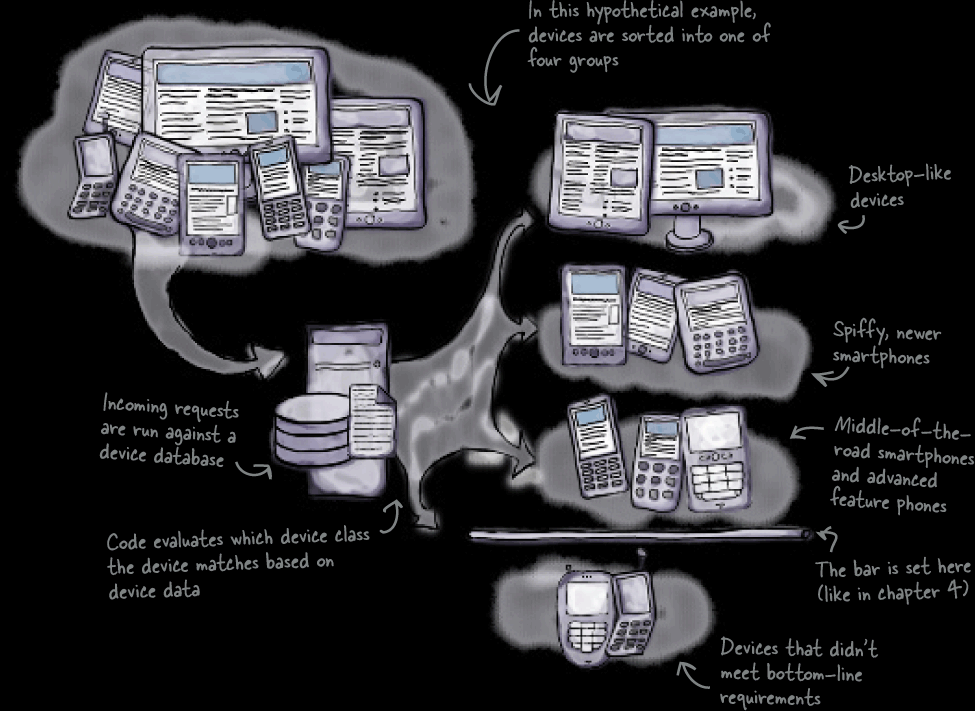 In this hypothetical example,
devices are sorted into one of
four groups
Desktop-like
devices
Spiffy, newer
smartphones
Incoming requests
are run against a
device database
Middle-of-the-
road smartphones
and advanced
feature phones
Code evaluates which device class
the device matches based on
device data
The bar is set here
(like in chapter 4)
Devices that didn't
meet bottom-line
requirements